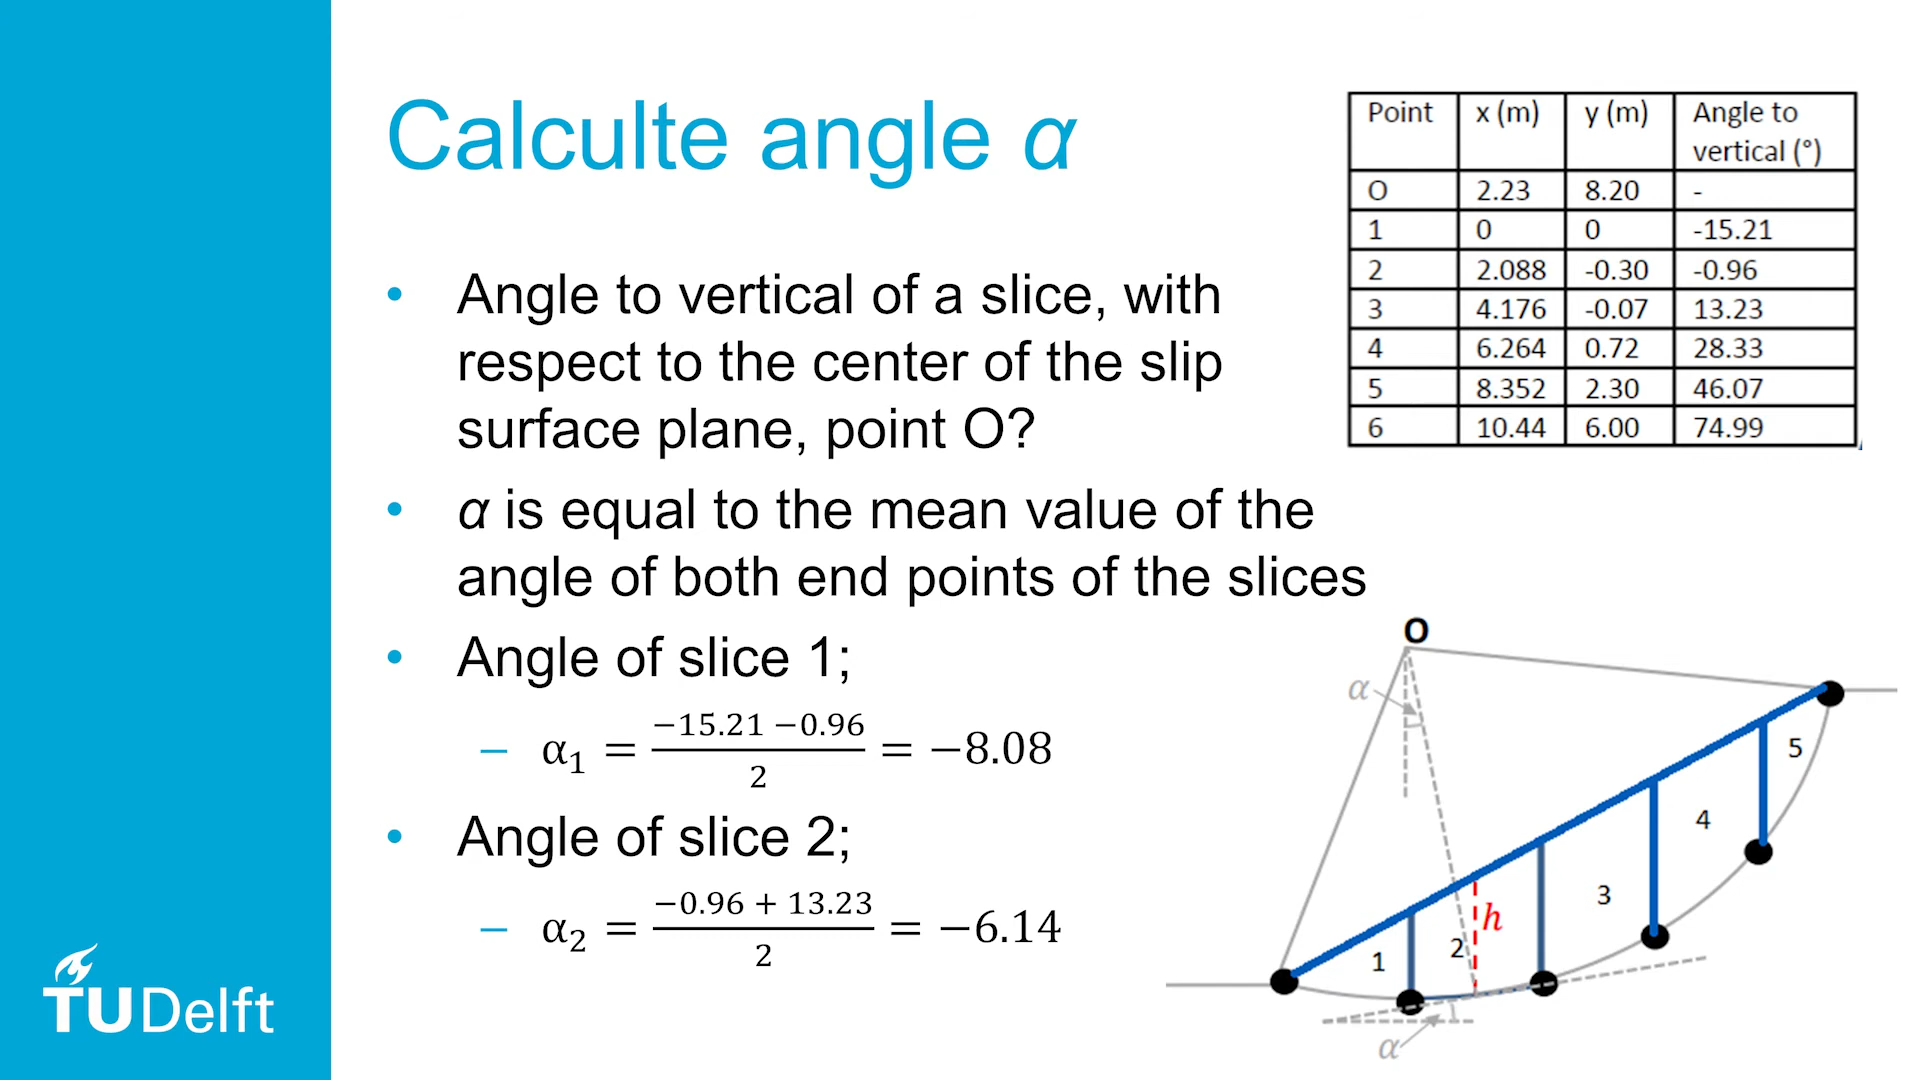 Calculte angle α
Point x (m) y (m) Angle to
vertical (°)
O 2.23 8.20 -
1 0 0 -15.21
2 2.088 -0.30 -0.96
3 4.176 -0.07 13.23
4 6.264 0.72 28.33
5 8.352 2.30 46.07
6 10.44 6.00 74.99
• Angle to vertical of a slice, with
respect to the center of the slip
surface plane, point O?
• α is equal to the mean value of the
angle of both end points of the slices
• Angle of slice 1;
– α₁ = (−15.21 −0.96)/2 = −8.08
• Angle of slice 2;
– α₂ = (−0.96 + 13.23)/2 = −6.14
O
α
5
4
3
h
2
1
α
TUDelft